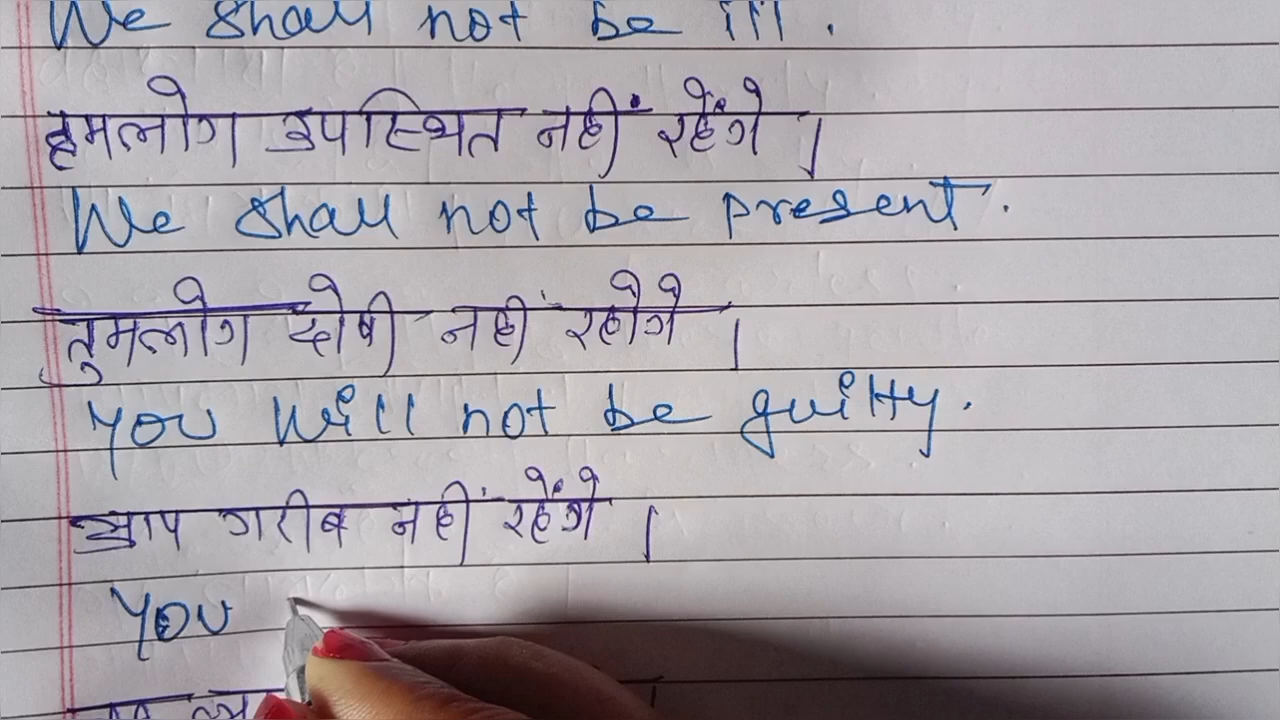 We shall not be ill.
हमलोग उपस्थित नहीं रहेंगे।
We shall not be present.
तुमलोग दोषी नहीं रहोगे।
You will not be guilty.
आप गरीब नहीं रहेंगे।
You